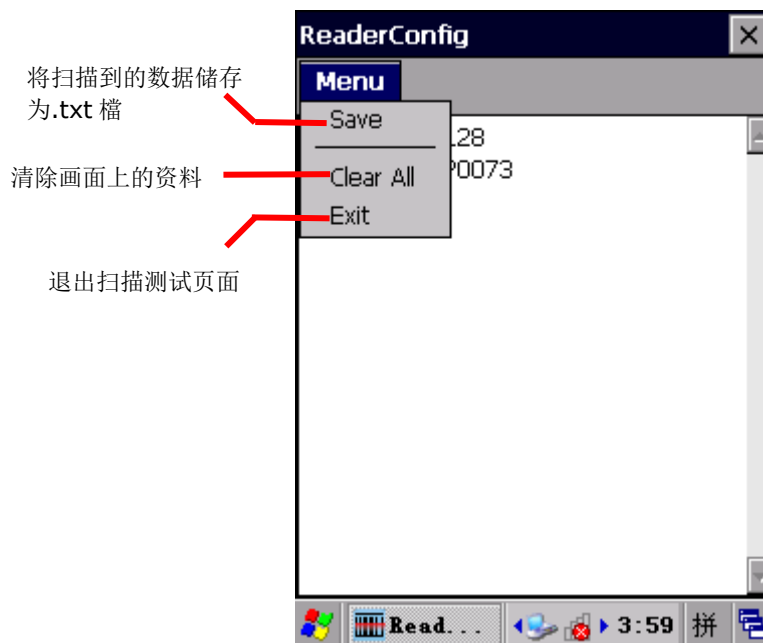 ReaderConfig
Menu
将扫描到的数据储存
为.txt 檔
Save
.28
清除画面上的资料
Clear All
0073
Exit
退出扫描测试页面
Read...
3:59
拼